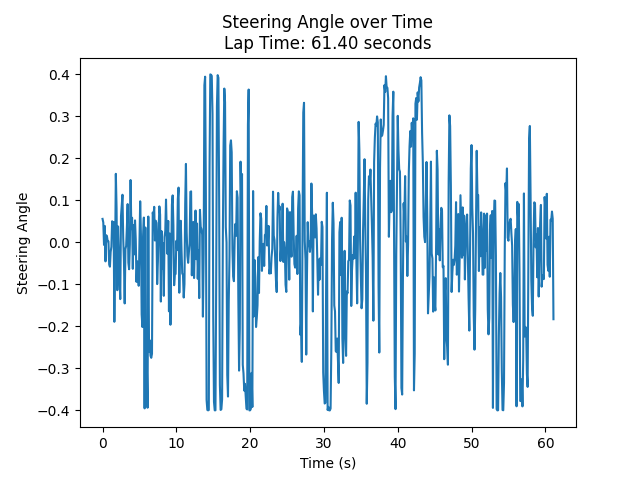 Steering Angle over Time
Lap Time: 61.40 seconds
Steering Angle
0.4
0.3
0.2
0.1
0.0
−0.1
−0.2
−0.3
−0.4
0 10 20 30 40 50 60
Time (s)